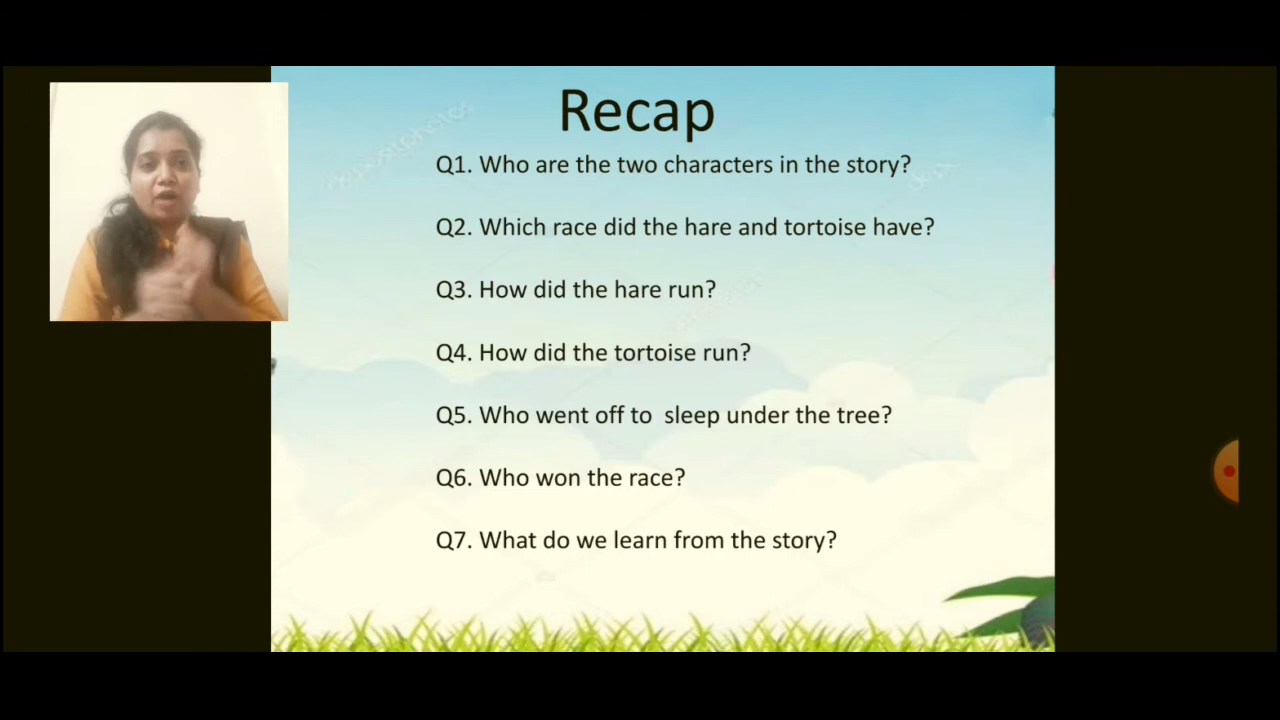 Recap
Q1. Who are the two characters in the story?
Q2. Which race did the hare and tortoise have?
Q3. How did the hare run?
Q4. How did the tortoise run?
Q5. Who went off to  sleep under the tree?
Q6. Who won the race?
Q7. What do we learn from the story?
depositphotos